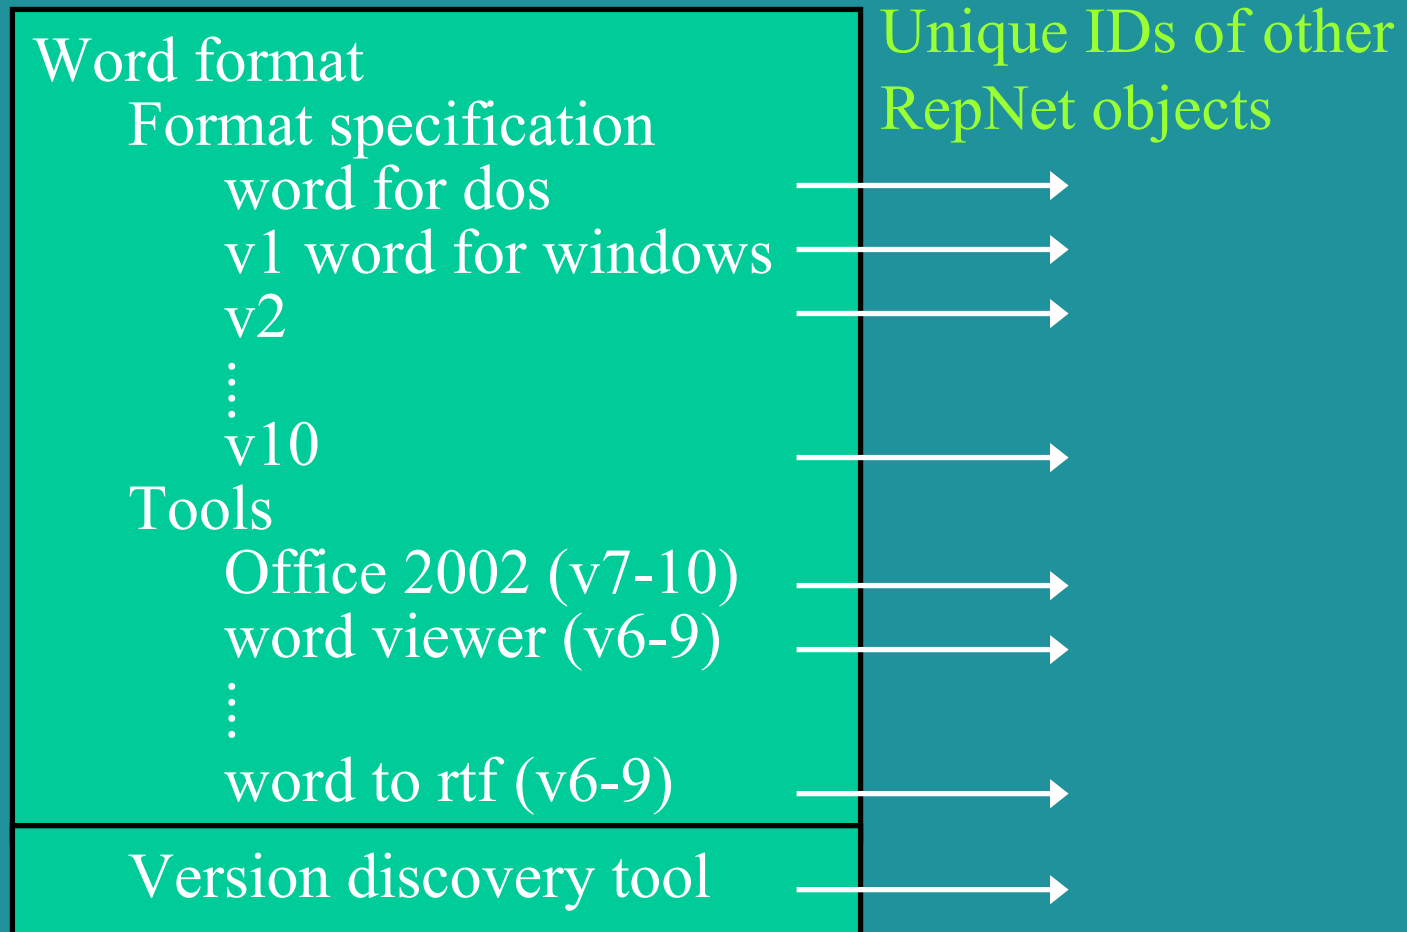 Word format
Format specification
word for dos
v1 word for windows
v2
⋮
v10
Tools
Office 2002 (v7-10)
word viewer (v6-9)
⋮
word to rtf (v6-9)
Version discovery tool
Unique IDs of other
RepNet objects